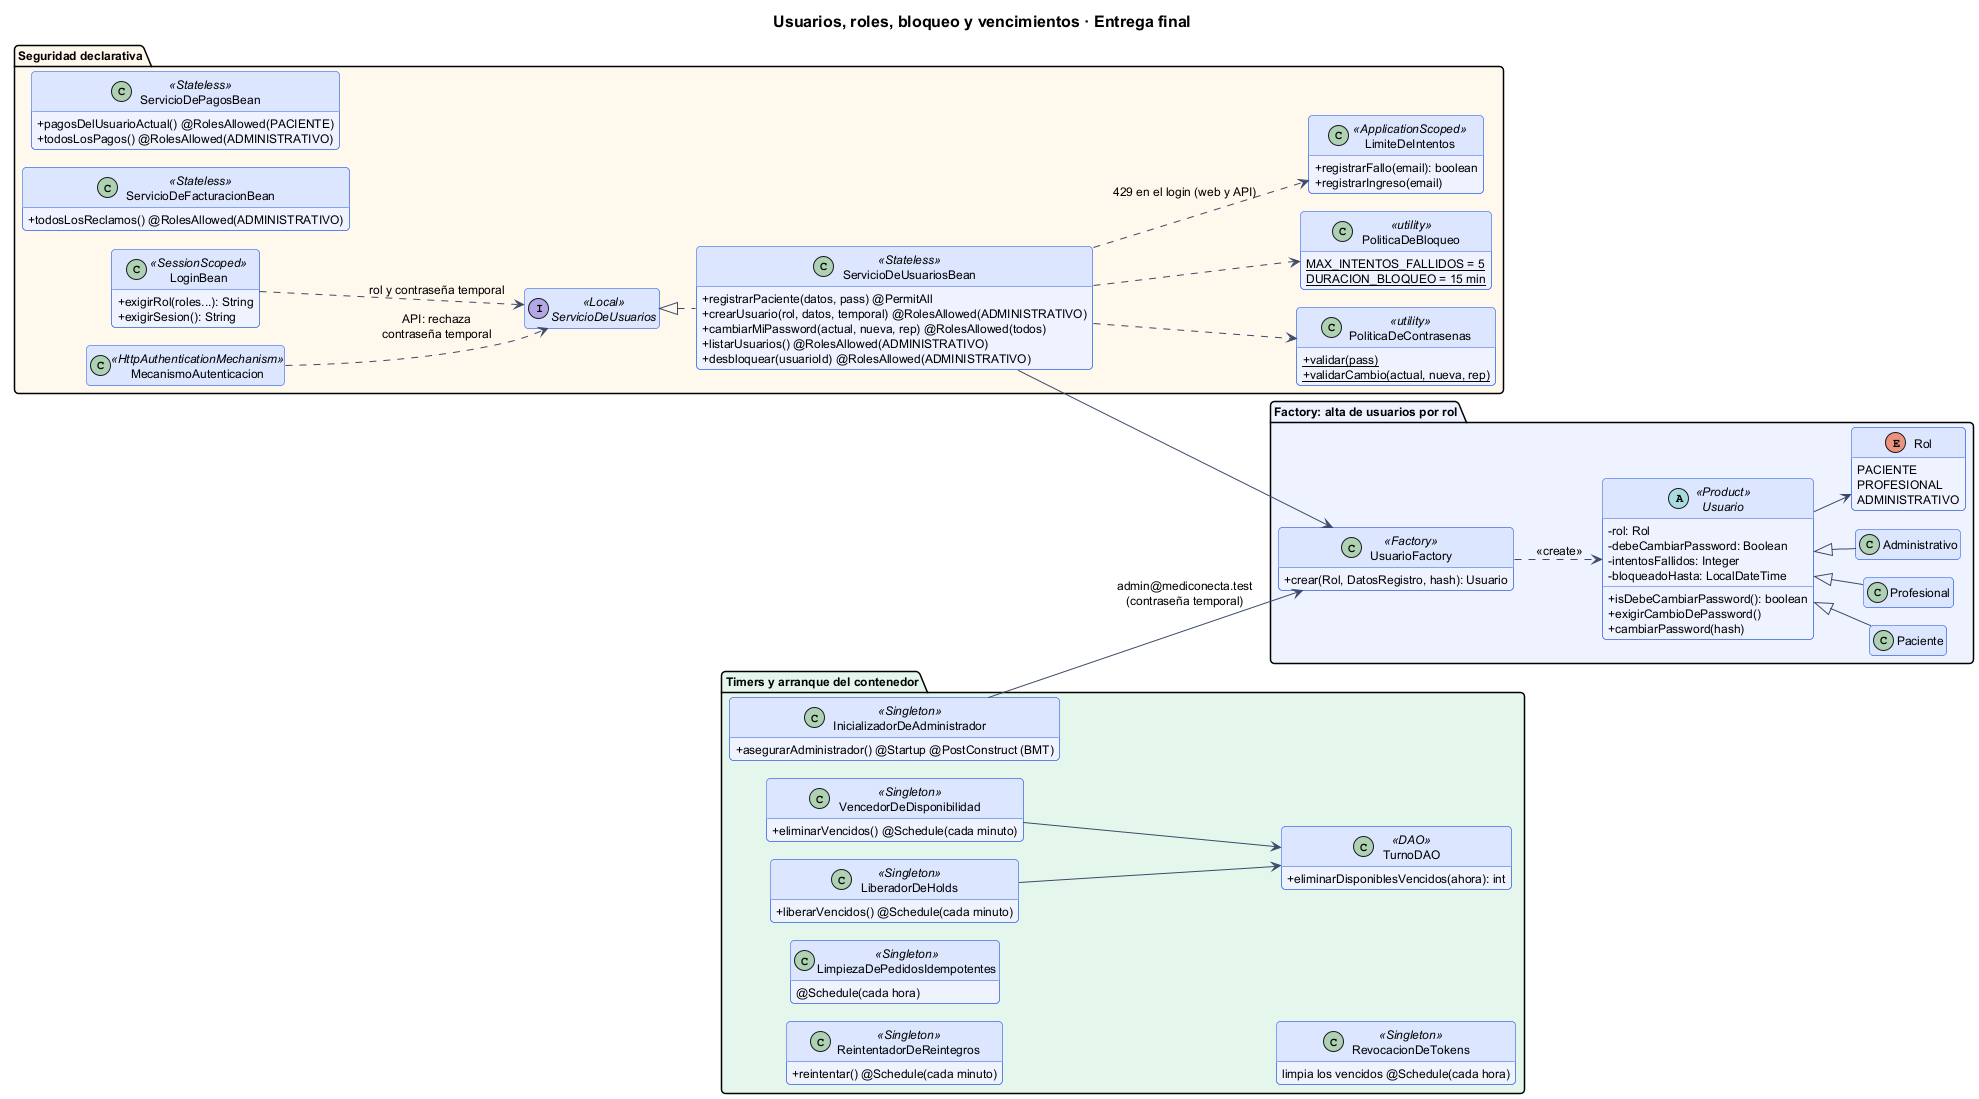 Usuarios, roles, bloqueo y vencimientos · Entrega final
Seguridad declarativa
C
«Stateless»
ServicioDePagosBean
+pagosDelUsuarioActual() @RolesAllowed(PACIENTE)
+todosLosPagos() @RolesAllowed(ADMINISTRATIVO)
C
«Stateless»
ServicioDeFacturacionBean
+todosLosReclamos() @RolesAllowed(ADMINISTRATIVO)
C
«SessionScoped»
LoginBean
+exigirRol(roles...): String
+exigirSesion(): String
C
«HttpAuthenticationMechanism»
MecanismoAutenticacion
rol y contraseña temporal
API: rechaza
contraseña temporal
I
«Local»
ServicioDeUsuarios
C
«Stateless»
ServicioDeUsuariosBean
+registrarPaciente(datos, pass) @PermitAll
+crearUsuario(rol, datos, temporal) @RolesAllowed(ADMINISTRATIVO)
+cambiarMiPassword(actual, nueva, rep) @RolesAllowed(todos)
+listarUsuarios() @RolesAllowed(ADMINISTRATIVO)
+desbloquear(usuarioId) @RolesAllowed(ADMINISTRATIVO)
429 en el login (web y API)
C
«ApplicationScoped»
LimiteDeIntentos
+registrarFallo(email): boolean
+registrarIngreso(email)
C
«utility»
PoliticaDeBloqueo
MAX_INTENTOS_FALLIDOS = 5
DURACION_BLOQUEO = 15 min
C
«utility»
PoliticaDeContrasenas
+validar(pass)
+validarCambio(actual, nueva, rep)
Factory: alta de usuarios por rol
C
«Factory»
UsuarioFactory
+crear(Rol, DatosRegistro, hash): Usuario
«create»
A
«Product»
Usuario
-rol: Rol
-debeCambiarPassword: Boolean
-intentosFallidos: Integer
-bloqueadoHasta: LocalDateTime
+isDebeCambiarPassword(): boolean
+exigirCambioDePassword()
+cambiarPassword(hash)
E
Rol
PACIENTE
PROFESIONAL
ADMINISTRATIVO
C
Administrativo
C
Profesional
C
Paciente
admin@mediconecta.test
(contraseña temporal)
Timers y arranque del contenedor
C
«Singleton»
InicializadorDeAdministrador
+asegurarAdministrador() @Startup @PostConstruct (BMT)
C
«Singleton»
VencedorDeDisponibilidad
+eliminarVencidos() @Schedule(cada minuto)
C
«Singleton»
LiberadorDeHolds
+liberarVencidos() @Schedule(cada minuto)
C
«DAO»
TurnoDAO
+eliminarDisponiblesVencidos(ahora): int
C
«Singleton»
LimpiezaDePedidosIdempotentes
@Schedule(cada hora)
C
«Singleton»
ReintentadorDeReintegros
+reintentar() @Schedule(cada minuto)
C
«Singleton»
RevocacionDeTokens
limpia los vencidos @Schedule(cada hora)